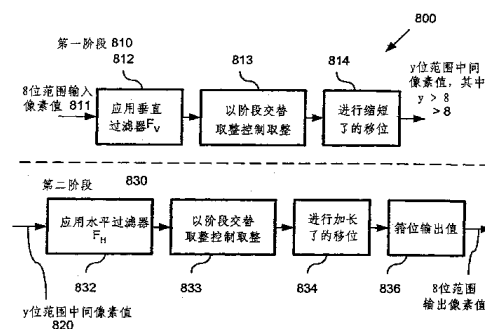 800
第一阶段 810
812
813
814
8位范围输入
像素值 811
应用垂直
过滤器FV
以阶段交替
取整控制取整
进行缩短
了的移位
y位范围中间
像素值,其中
y > 8
> 8
第二阶段 830
应用水平过滤器
FH
以阶段交替
取整控制取整
进行加长
了的移位
箝位输出值
832
833
834
836
y位范围中间像素值
820
8位范围
输出像素值